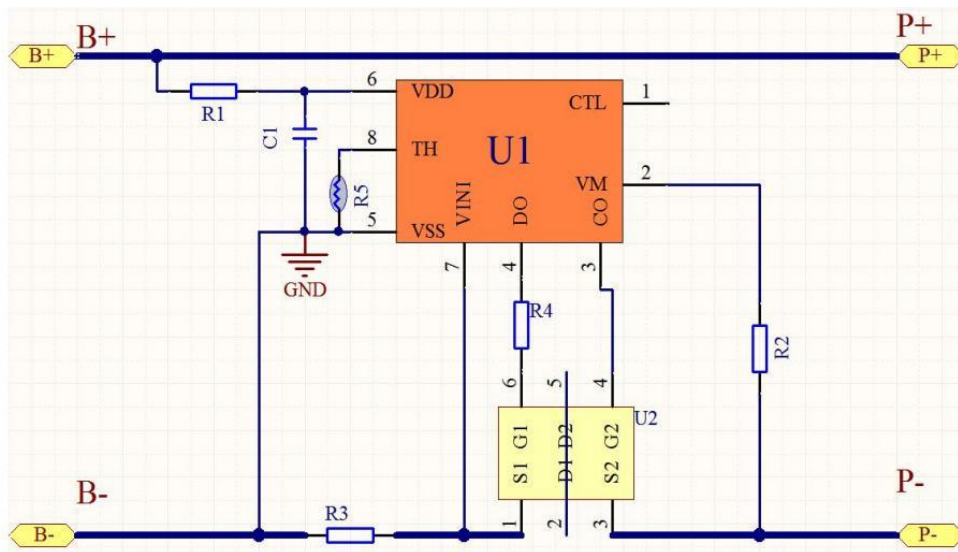 B+
P+
B+
P+
R1
6
VDD
CTL
1
C1
8
TH
U1
R5
VM
2
5
VSS
VINI
DO
CO
GND
7
4
3
R4
R2
6
5
4
U2
G1
D2
G2
S1
D1
S2
B-
P-
R3
1
2
3
B-
P-